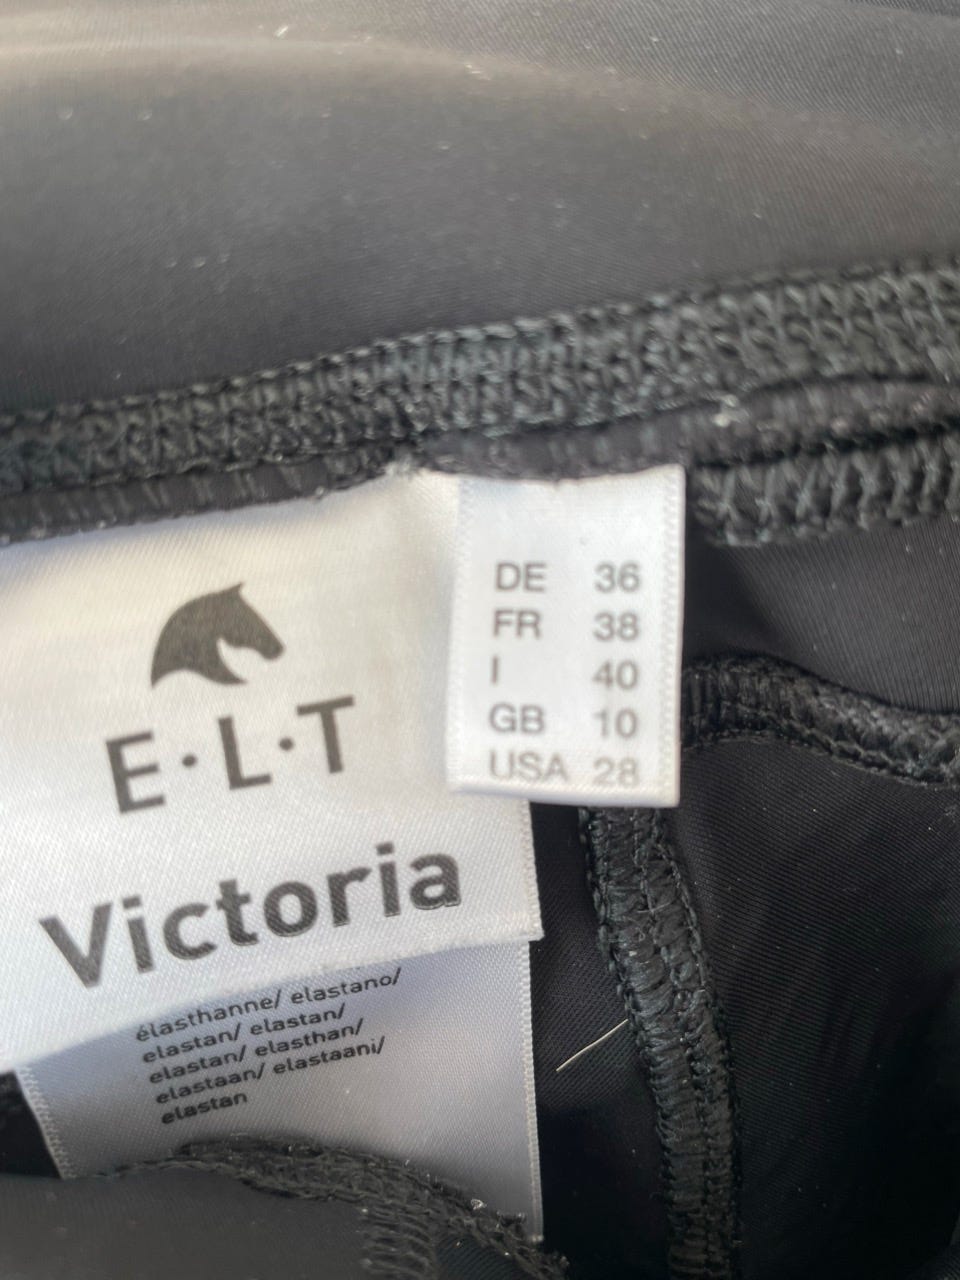 E·L·T
Victoria
DE 36
FR 38
I 40
GB 10
USA 28
élasthanne/ elastano/
elastan/ elastan/
elastan/ elasthan/
elastaan/ elastaani/
elastan